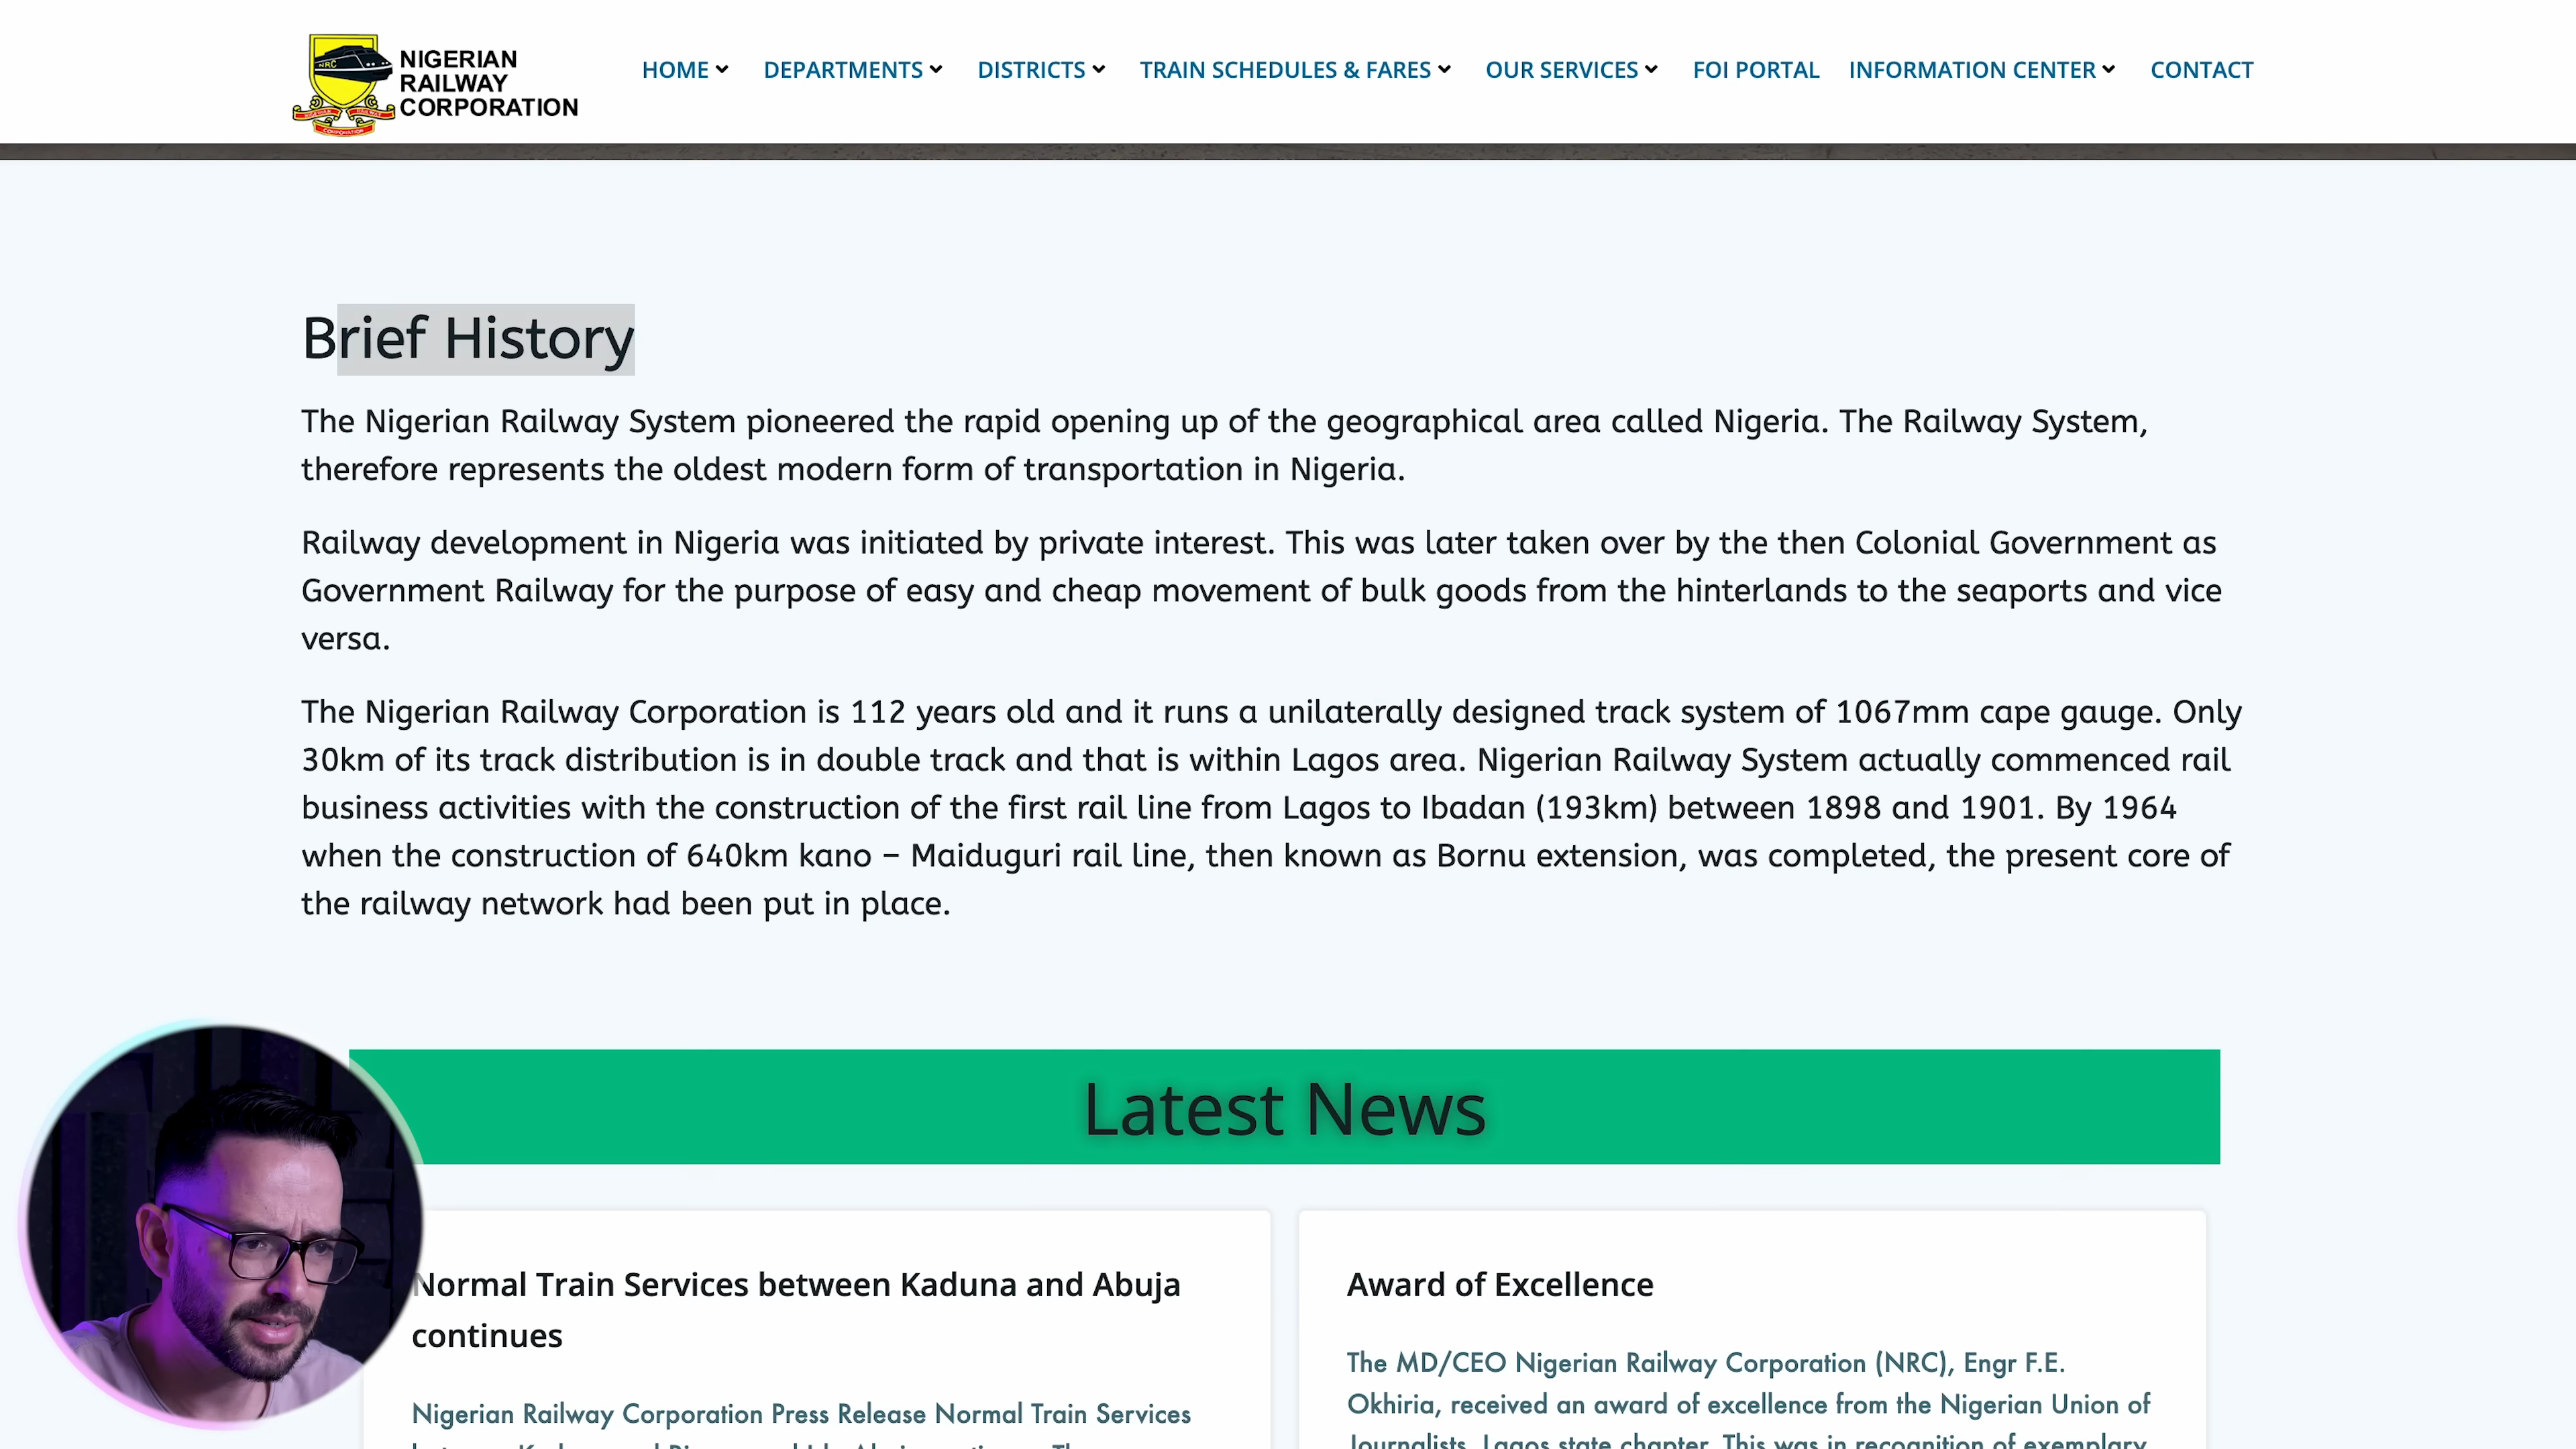 NIGERIAN
RAILWAY
CORPORATION
NRC
HOME
DEPARTMENTS
DISTRICTS
TRAIN SCHEDULES & FARES
OUR SERVICES
FOI PORTAL
INFORMATION CENTER
CONTACT
Brief History
The Nigerian Railway System pioneered the rapid opening up of the geographical area called Nigeria. The Railway System,
therefore represents the oldest modern form of transportation in Nigeria.
Railway development in Nigeria was initiated by private interest. This was later taken over by the then Colonial Government as
Government Railway for the purpose of easy and cheap movement of bulk goods from the hinterlands to the seaports and vice
versa.
The Nigerian Railway Corporation is 112 years old and it runs a unilaterally designed track system of 1067mm cape gauge. Only
30km of its track distribution is in double track and that is within Lagos area. Nigerian Railway System actually commenced rail
business activities with the construction of the first rail line from Lagos to Ibadan (193km) between 1898 and 1901. By 1964
when the construction of 640km kano – Maiduguri rail line, then known as Bornu extension, was completed, the present core of
the railway network had been put in place.
Latest News
Normal Train Services between Kaduna and Abuja
continues
Nigerian Railway Corporation Press Release Normal Train Services
Award of Excellence
The MD/CEO Nigerian Railway Corporation (NRC), Engr F.E.
Okhiria, received an award of excellence from the Nigerian Union of
Journalists, Lagos state chapter. This was in recognition of exemplary